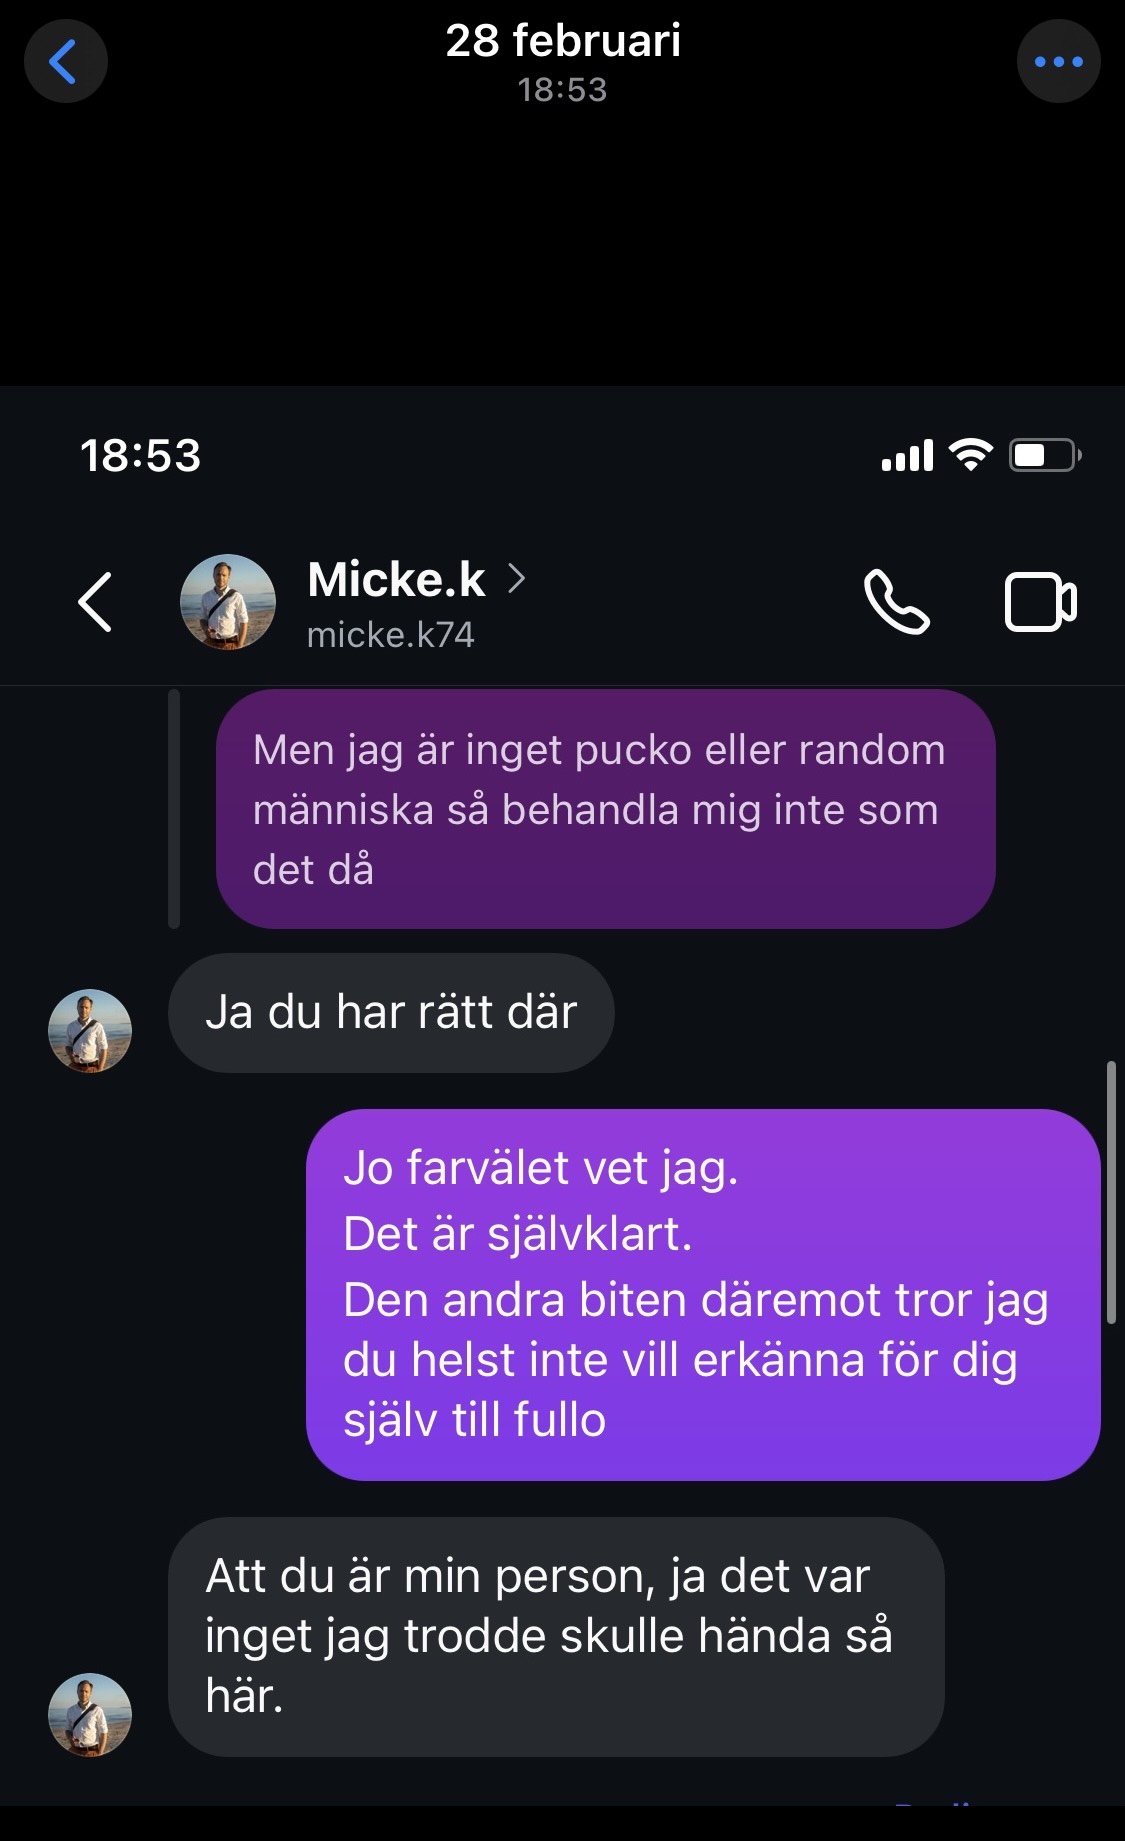 28 februari
18:53
18:53
Micke.k
micke.k74
Men jag är inget pucko eller random
människa så behandla mig inte som
det då
Ja du har rätt där
Jo farvälet vet jag.
Det är självklart.
Den andra biten däremot tror jag
du helst inte vill erkänna för dig
själv till fullo
Att du är min person, ja det var
inget jag trodde skulle hända så
här.